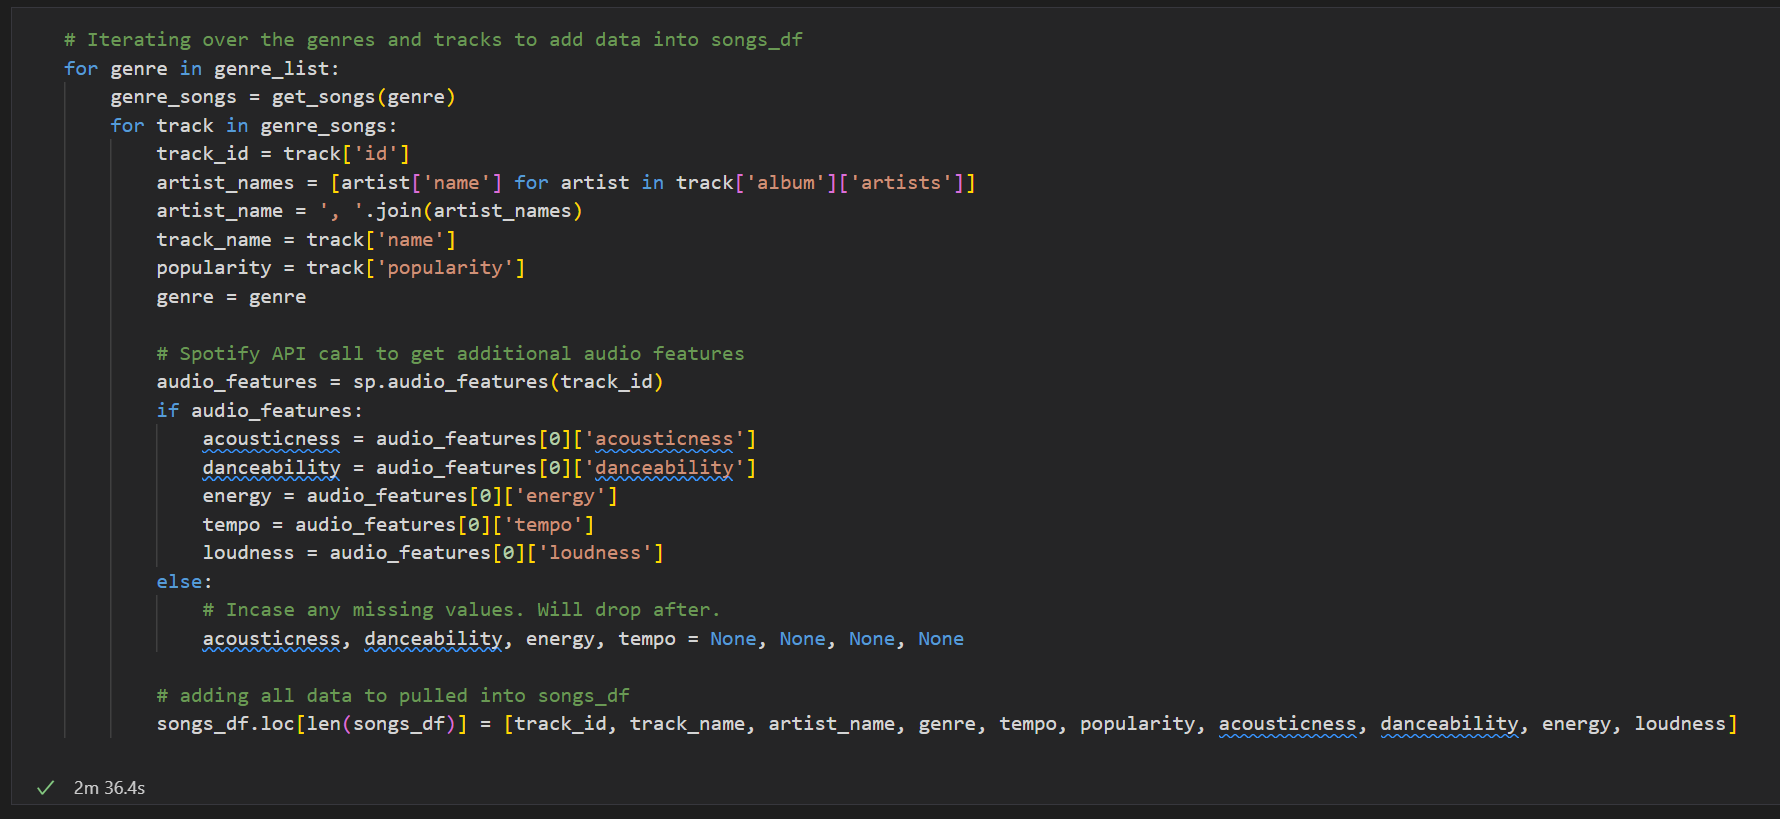 # Iterating over the genres and tracks to add data into songs_df
for genre in genre_list:
    genre_songs = get_songs(genre)
    for track in genre_songs:
        track_id = track['id']
        artist_names = [artist['name'] for artist in track['album']['artists']]
        artist_name = ', '.join(artist_names)
        track_name = track['name']
        popularity = track['popularity']
        genre = genre

        # Spotify API call to get additional audio features
        audio_features = sp.audio_features(track_id)
        if audio_features:
            acousticness = audio_features[0]['acousticness']
            danceability = audio_features[0]['danceability']
            energy = audio_features[0]['energy']
            tempo = audio_features[0]['tempo']
            loudness = audio_features[0]['loudness']
        else:
            # Incase any missing values. Will drop after.
            acousticness, danceability, energy, tempo = None, None, None, None

        # adding all data to pulled into songs_df
        songs_df.loc[len(songs_df)] = [track_id, track_name, artist_name, genre, tempo, popularity, acousticness, danceability, energy, loudness]
2m 36.4s